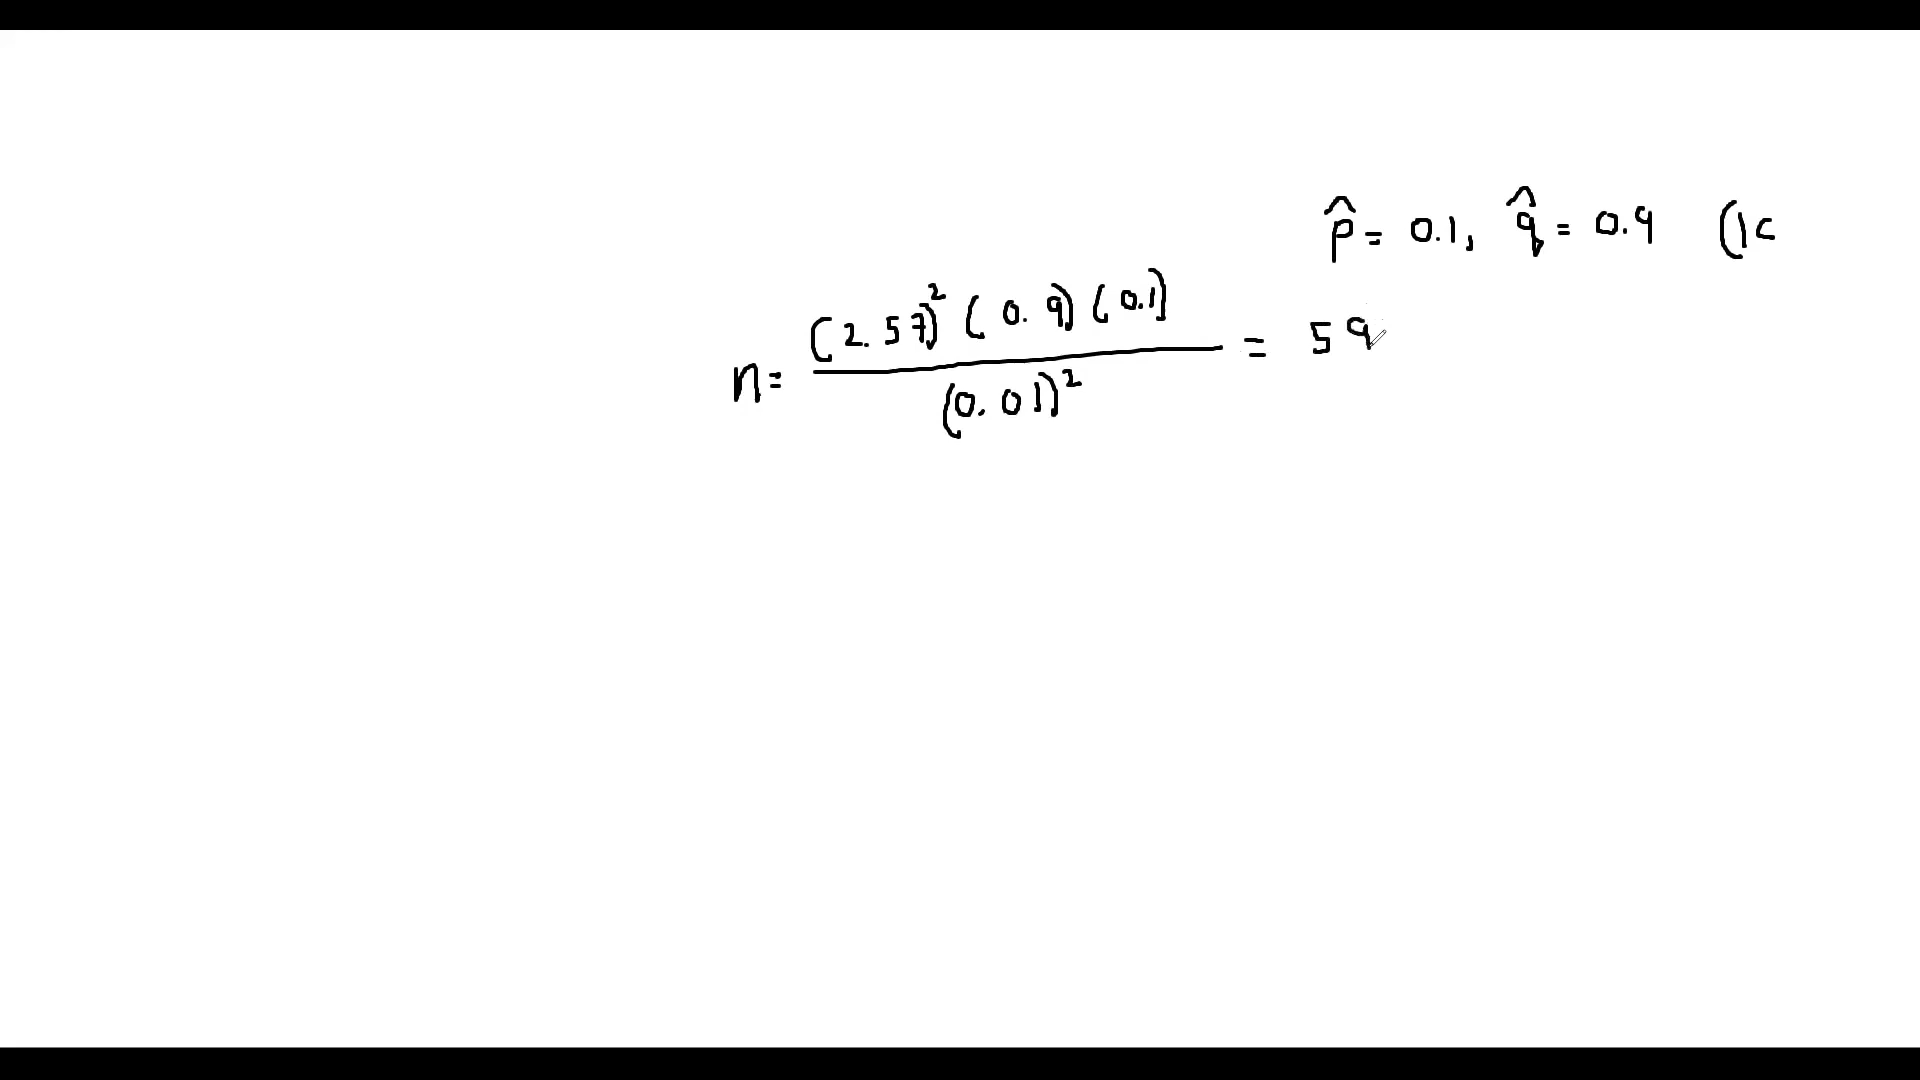 p̂ = 0.1, q̂ = 0.9 (1c
n = (2.57)² (0.9) (0.1) / (0.01)² = 59